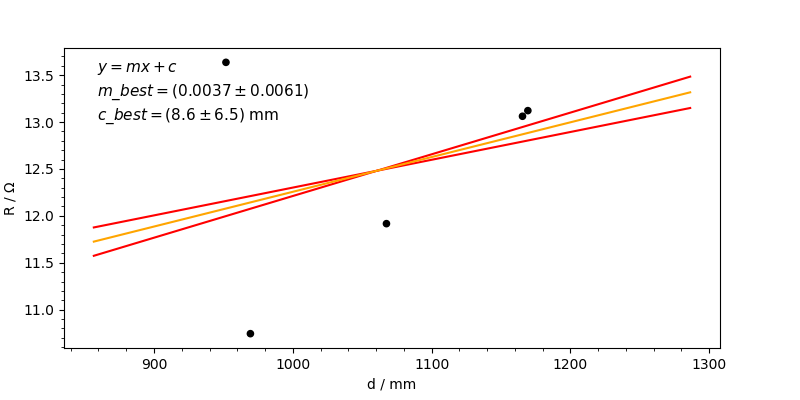 y = mx + c
m_best = (0.0037 ± 0.0061)
c_best = (8.6 ± 6.5) mm
13.5
13.0
12.5
12.0
11.5
11.0
R / Ω
900 1000 1100 1200 1300
d / mm